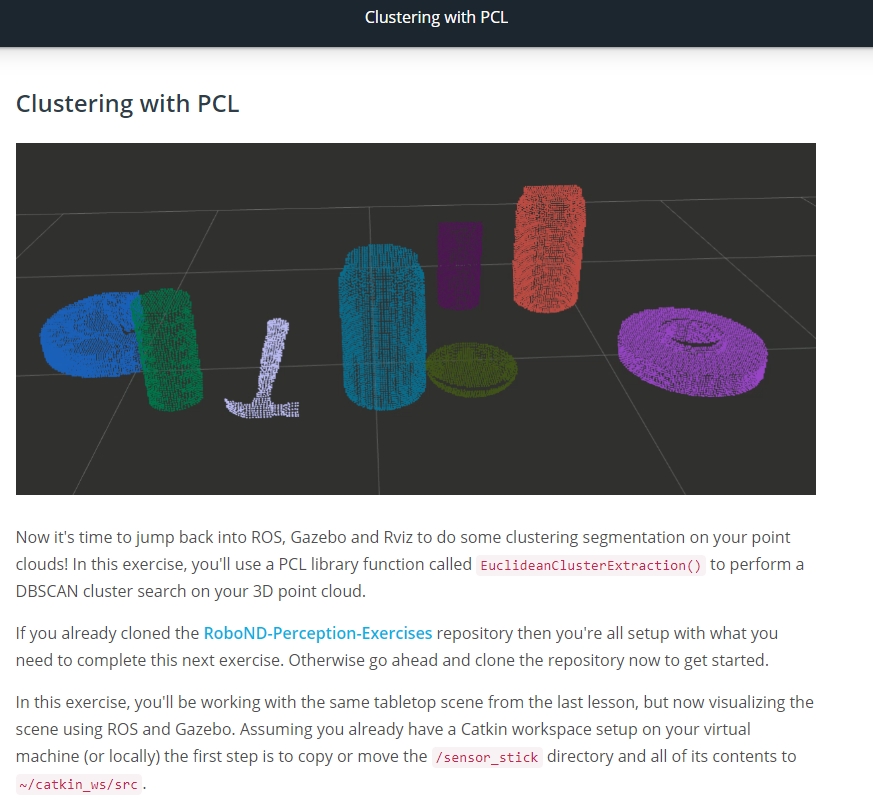 Clustering with PCL
Clustering with PCL
Now it's time to jump back into ROS, Gazebo and Rviz to do some clustering segmentation on your point
clouds! In this exercise, you'll use a PCL library function called EuclideanClusterExtraction() to perform a
DBSCAN cluster search on your 3D point cloud.
If you already cloned the RoboND-Perception-Exercises repository then you're all setup with what you
need to complete this next exercise. Otherwise go ahead and clone the repository now to get started.
In this exercise, you'll be working with the same tabletop scene from the last lesson, but now visualizing the
scene using ROS and Gazebo. Assuming you already have a Catkin workspace setup on your virtual
machine (or locally) the first step is to copy or move the /sensor_stick directory and all of its contents to
~/catkin_ws/src.